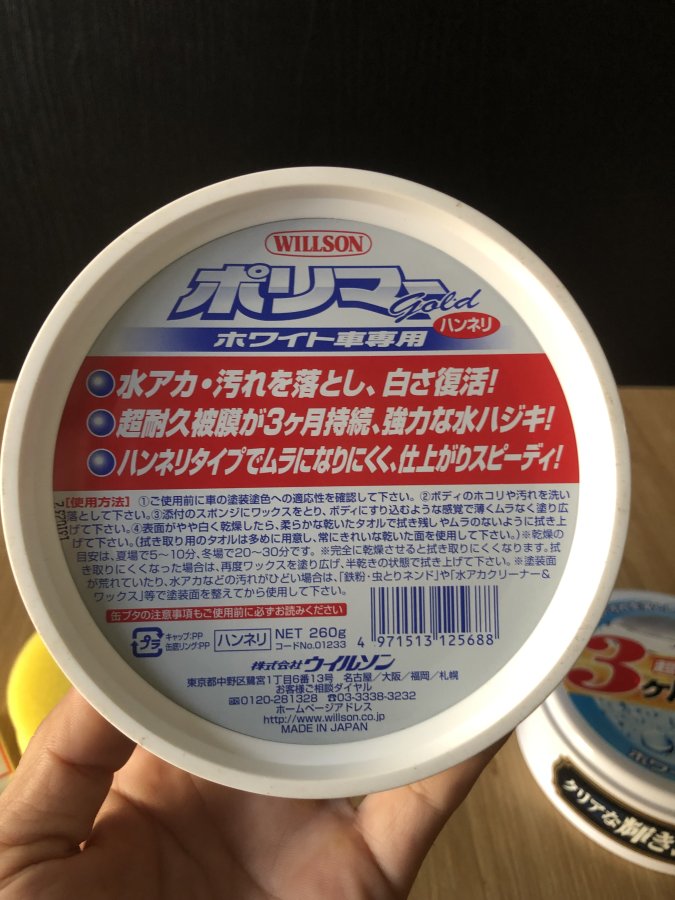 WILLSON
ポリマー Gold
ハンネリ
ホワイト車専用
水アカ・汚れを落とし、白さ復活!
超耐久被膜が3ヶ月持続、強力な水ハジキ!
ハンネリタイプでムラになりにくく、仕上がりスピーディ!
[使用方法] ①ご使用前に車の塗装塗色への適応性を確認して下さい。②ボディのホコリや汚れを洗い
落として下さい。③添付のスポンジにワックスをとり、ボディにすり込むような感覚で薄くムラなく塗り広
げて下さい。④表面がやや白く乾燥したら、柔らかな乾いたタオルで拭き残しやムラのないように拭き上
げて下さい。(拭き取り用のタオルは多めに用意し、常にきれいな乾いた面を使用して下さい。)※乾燥の
目安は、夏場で5~10分、冬場で20~30分です。※完全に乾燥させると拭き取りにくくなります。拭
き取りにくくなった場合は、再度ワックスを塗り広げ、半乾きの状態で拭き上げて下さい。※塗装面
が荒れていたり、水アカなどの汚れがひどい場合は、「鉄粉・虫とりネンド」や「水アカクリーナー&
ワックス」等で塗装面を整えてから使用して下さい。
缶ブタの注意事項もご使用前に必ずお読みください
プラ
キャップ:PP
缶底リング:PP
ハンネリ
NET 260g
コードNo.01233
4 971513 125688
株式会社ウイルソン
東京都中野区鷺宮1丁目6番13号 名古屋/大阪/福岡/札幌
お客様ご相談ダイヤル
0120-281328 ☎03-3338-3232
ホームページアドレス
http://www.willson.co.jp
MADE IN JAPAN
3ヶ月
クリアな輝き